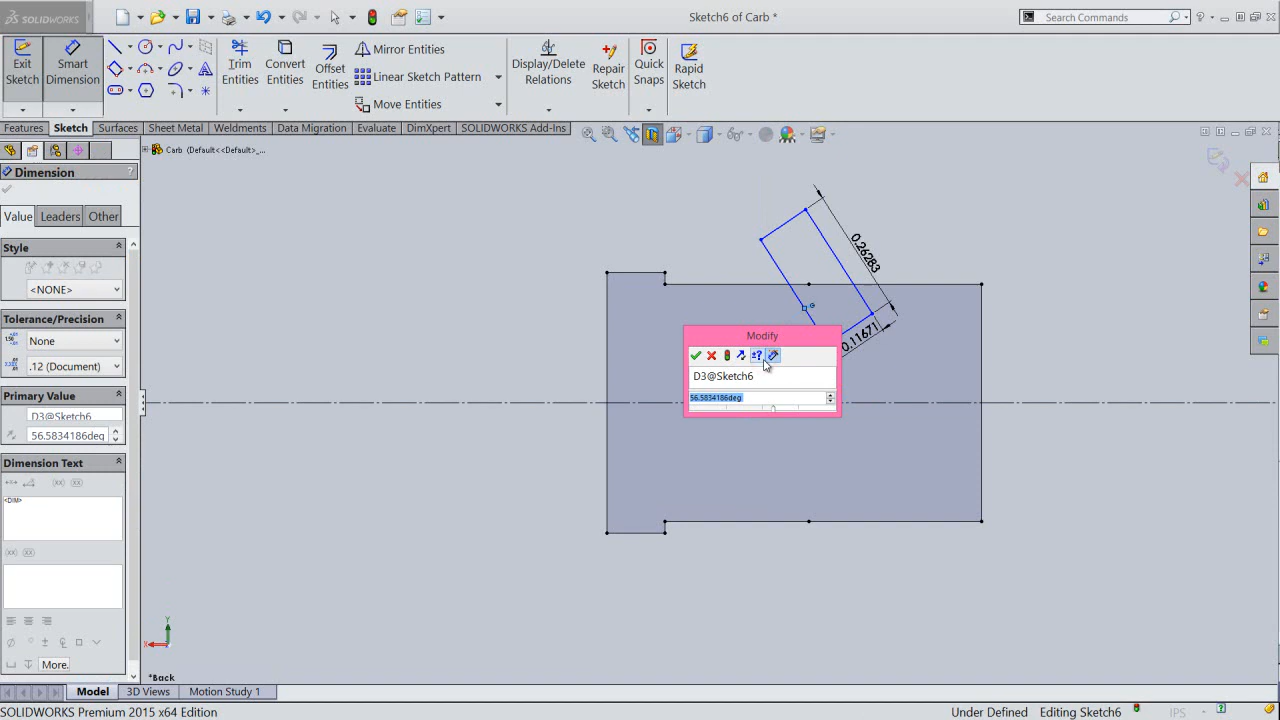 SOLIDWORKS
Sketch6 of Carb *
Search Commands
Exit Sketch
Smart Dimension
Trim Entities
Convert Entities
Offset Entities
Mirror Entities
Linear Sketch Pattern
Move Entities
Display/Delete Relations
Repair Sketch
Quick Snaps
Rapid Sketch
Features
Sketch
Surfaces
Sheet Metal
Weldments
Data Migration
Evaluate
DimXpert
SOLIDWORKS Add-Ins
Carb (Default<<Default>_...
Dimension
?
Value
Leaders
Other
Style
<NONE>
Tolerance/Precision
None
.12 (Document)
Primary Value
D3@Sketch6
56.5834186deg
Dimension Text
<DIM>
More.
0.26283
0.11671
Modify
D3@Sketch6
56.5834186deg
Y
X
*Back
Model
3D Views
Motion Study 1
SOLIDWORKS Premium 2015 x64 Edition
Under Defined
Editing Sketch6
IPS